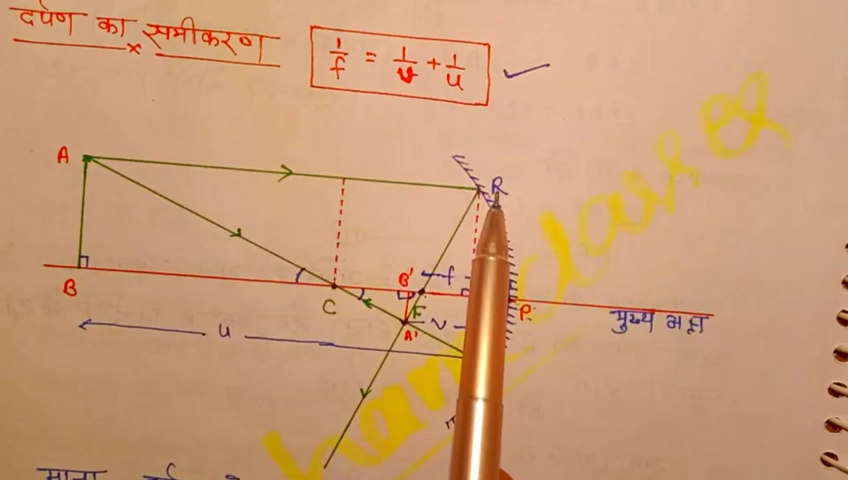 दर्पण का समीकरण
1/f = 1/v + 1/u
A
R
B
C
B'
f
F
P
मुख्य अक्ष
u
A'
v
माना